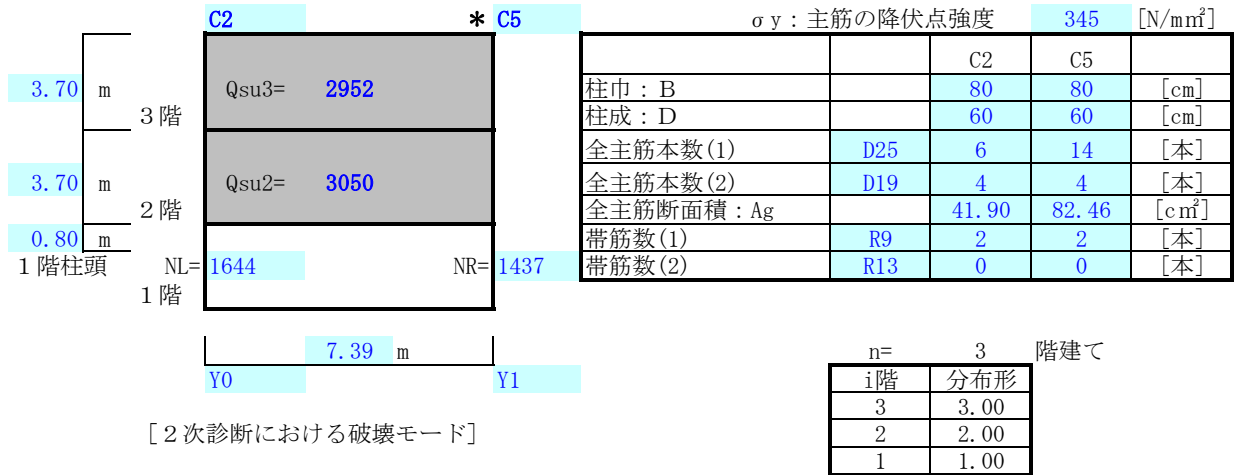 C2 * C5 σy：主筋の降伏点強度 345 [N/mm²]
C2 C5
3.70 m Qsu3= 2952 柱巾：B 80 80 [cm]
3階 柱成：D 60 60 [cm]
全主筋本数(1) D25 6 14 [本]
3.70 m Qsu2= 3050 全主筋本数(2) D19 4 4 [本]
2階 全主筋断面積：Ag 41.90 82.46 [cm²]
0.80 m 帯筋数(1) R9 2 2 [本]
1階柱頭 NL= 1644 NR= 1437 帯筋数(2) R13 0 0 [本]
1階
7.39 m n= 3 階建て
Y0 Y1 i階 分布形
3 3.00
[２次診断における破壊モード] 2 2.00
1 1.00